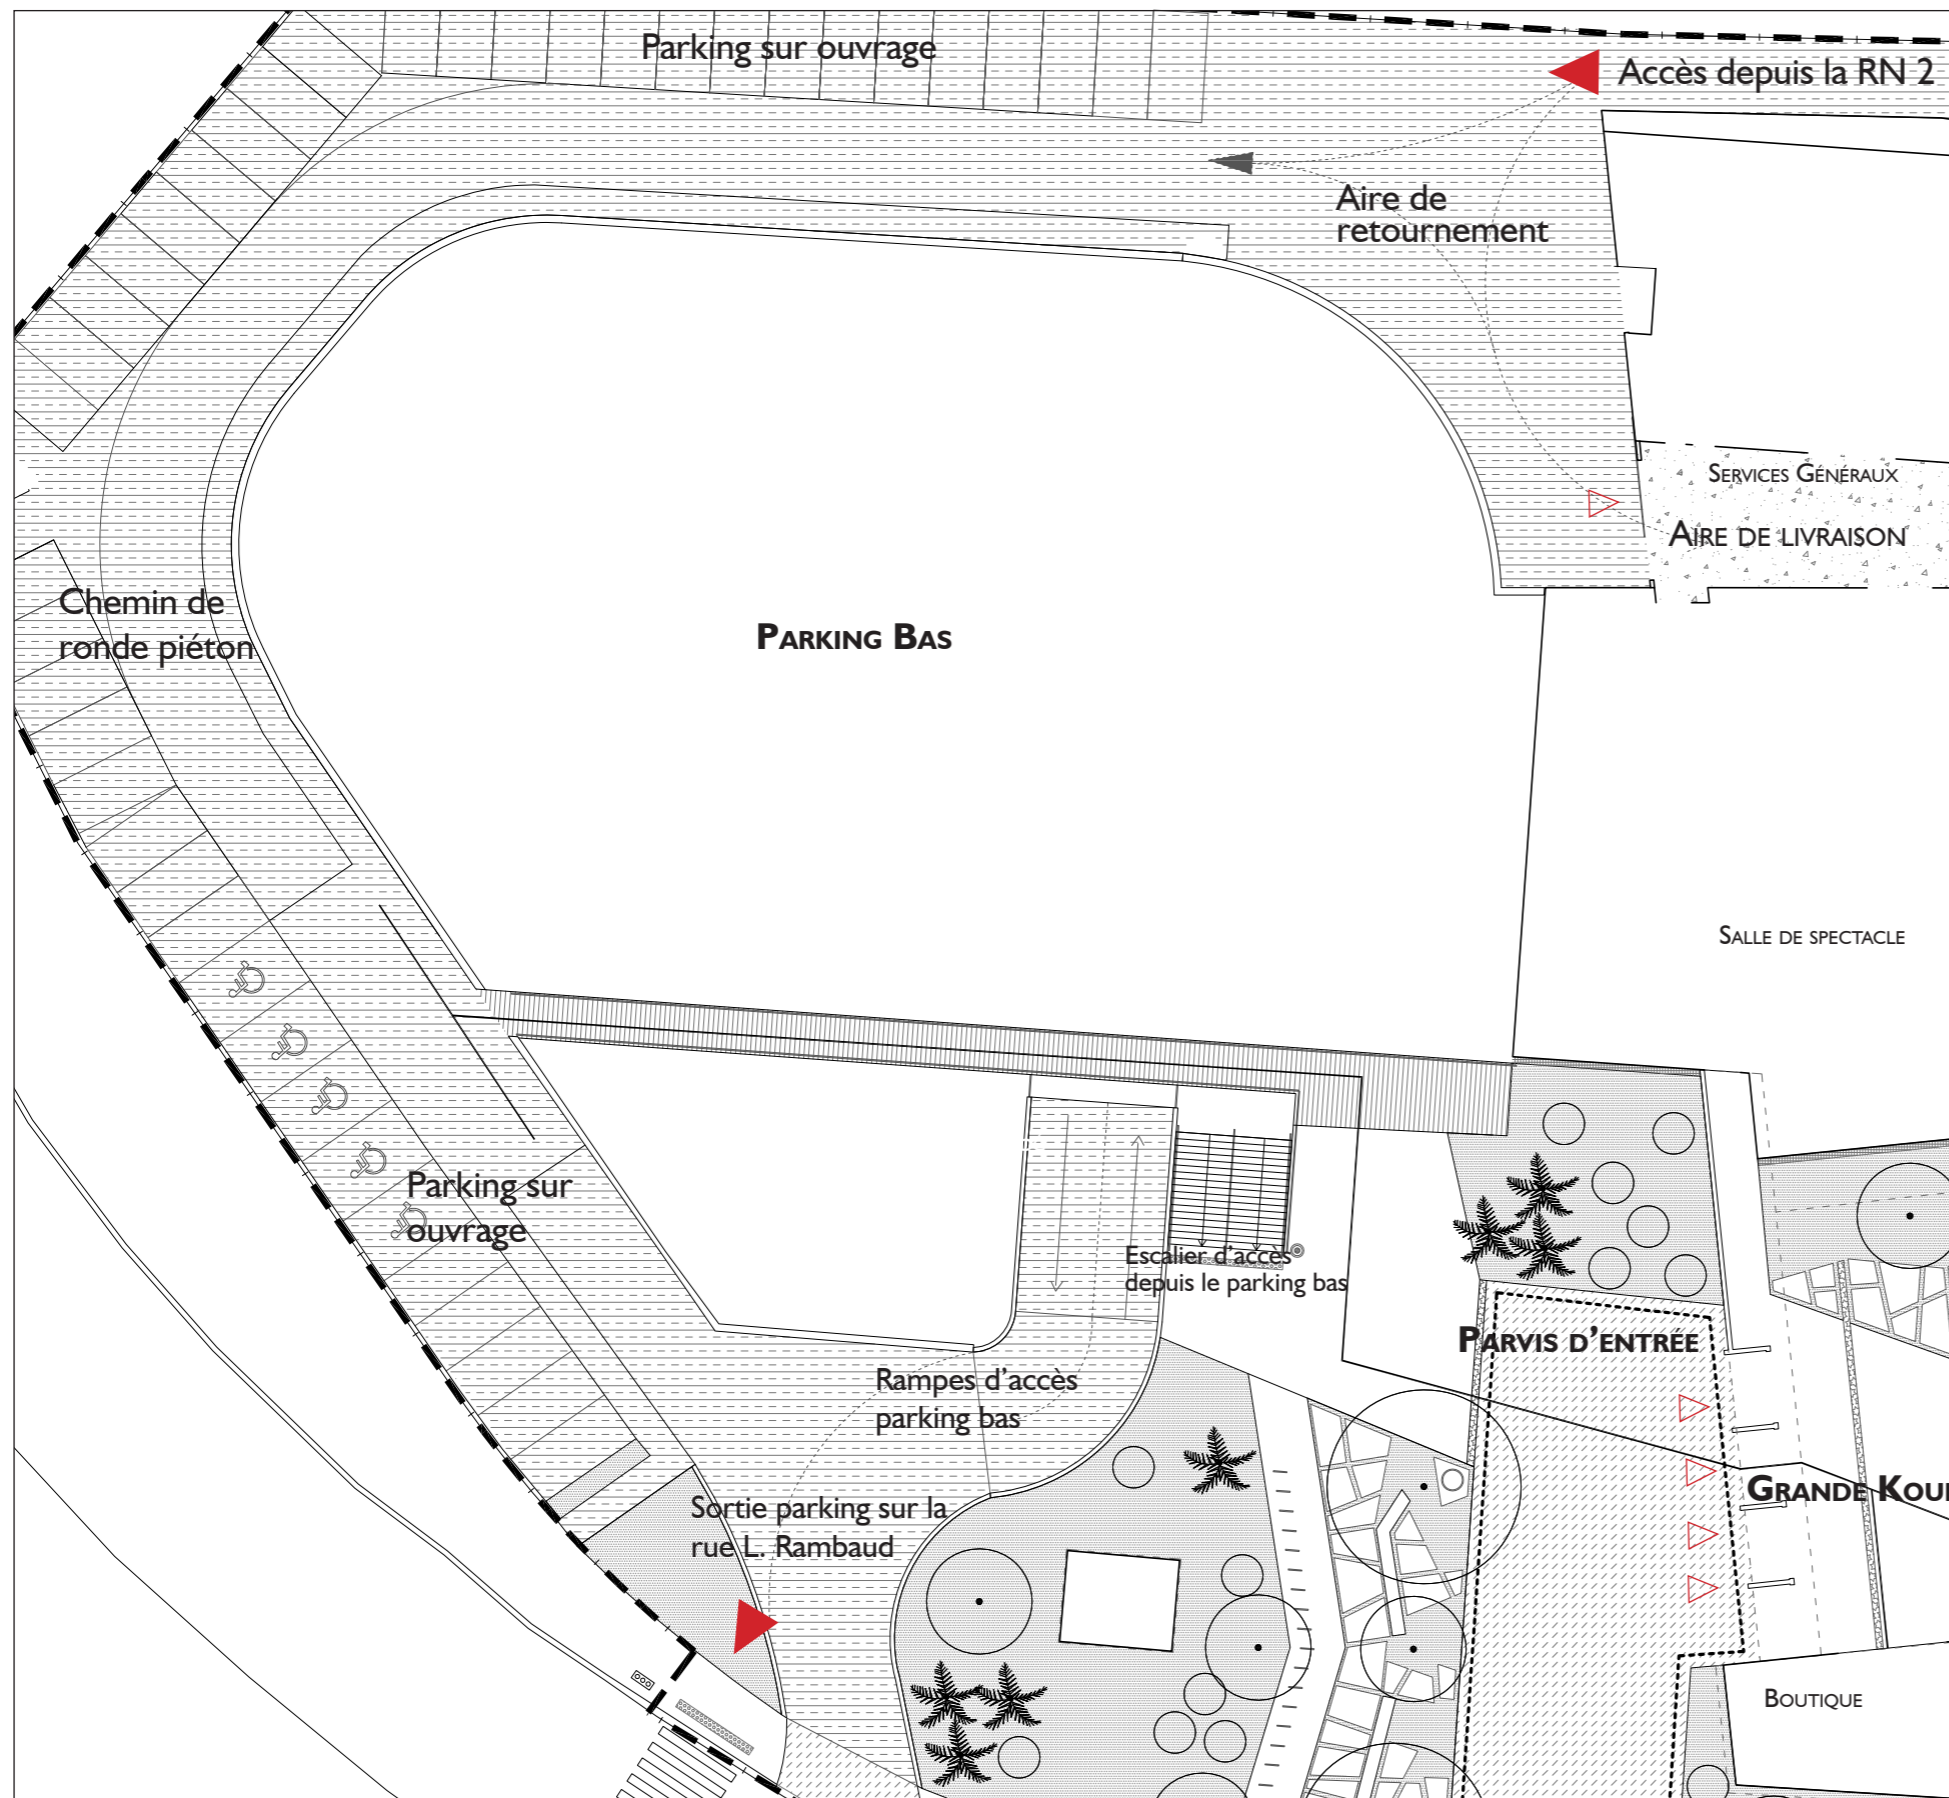 Parking sur ouvrage
Accès depuis la RN 2
Aire de
retournement
Services Généraux
Aire de livraison
Chemin de
ronde piéton
Parking Bas
Salle de spectacle
Parking sur
ouvrage
Escalier d’accès
depuis le parking bas
Parvis d’entrée
Rampes d’accès
parking bas
Grande Kour
Sortie parking sur la
rue L. Rambaud
Boutique